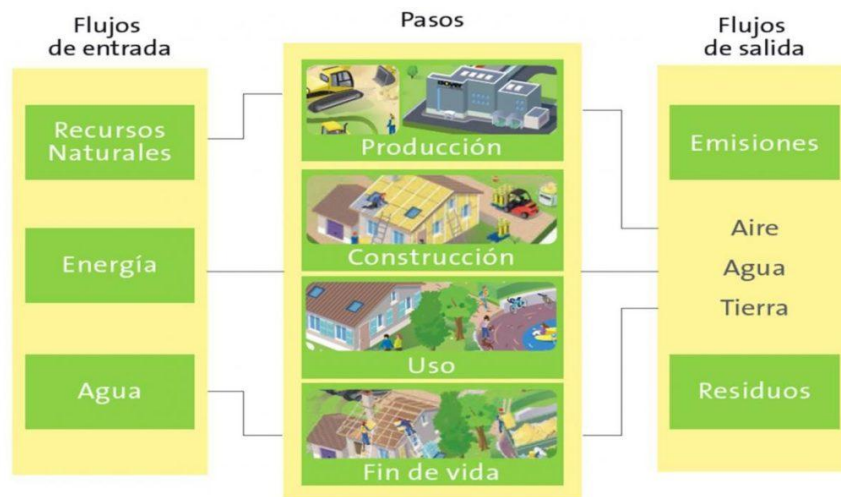 Flujos
de entrada
Pasos
Flujos
de salida
Recursos
Naturales
Energía
Agua
Producción
Construcción
Uso
Fin de vida
Emisiones
Aire
Agua
Tierra
Residuos